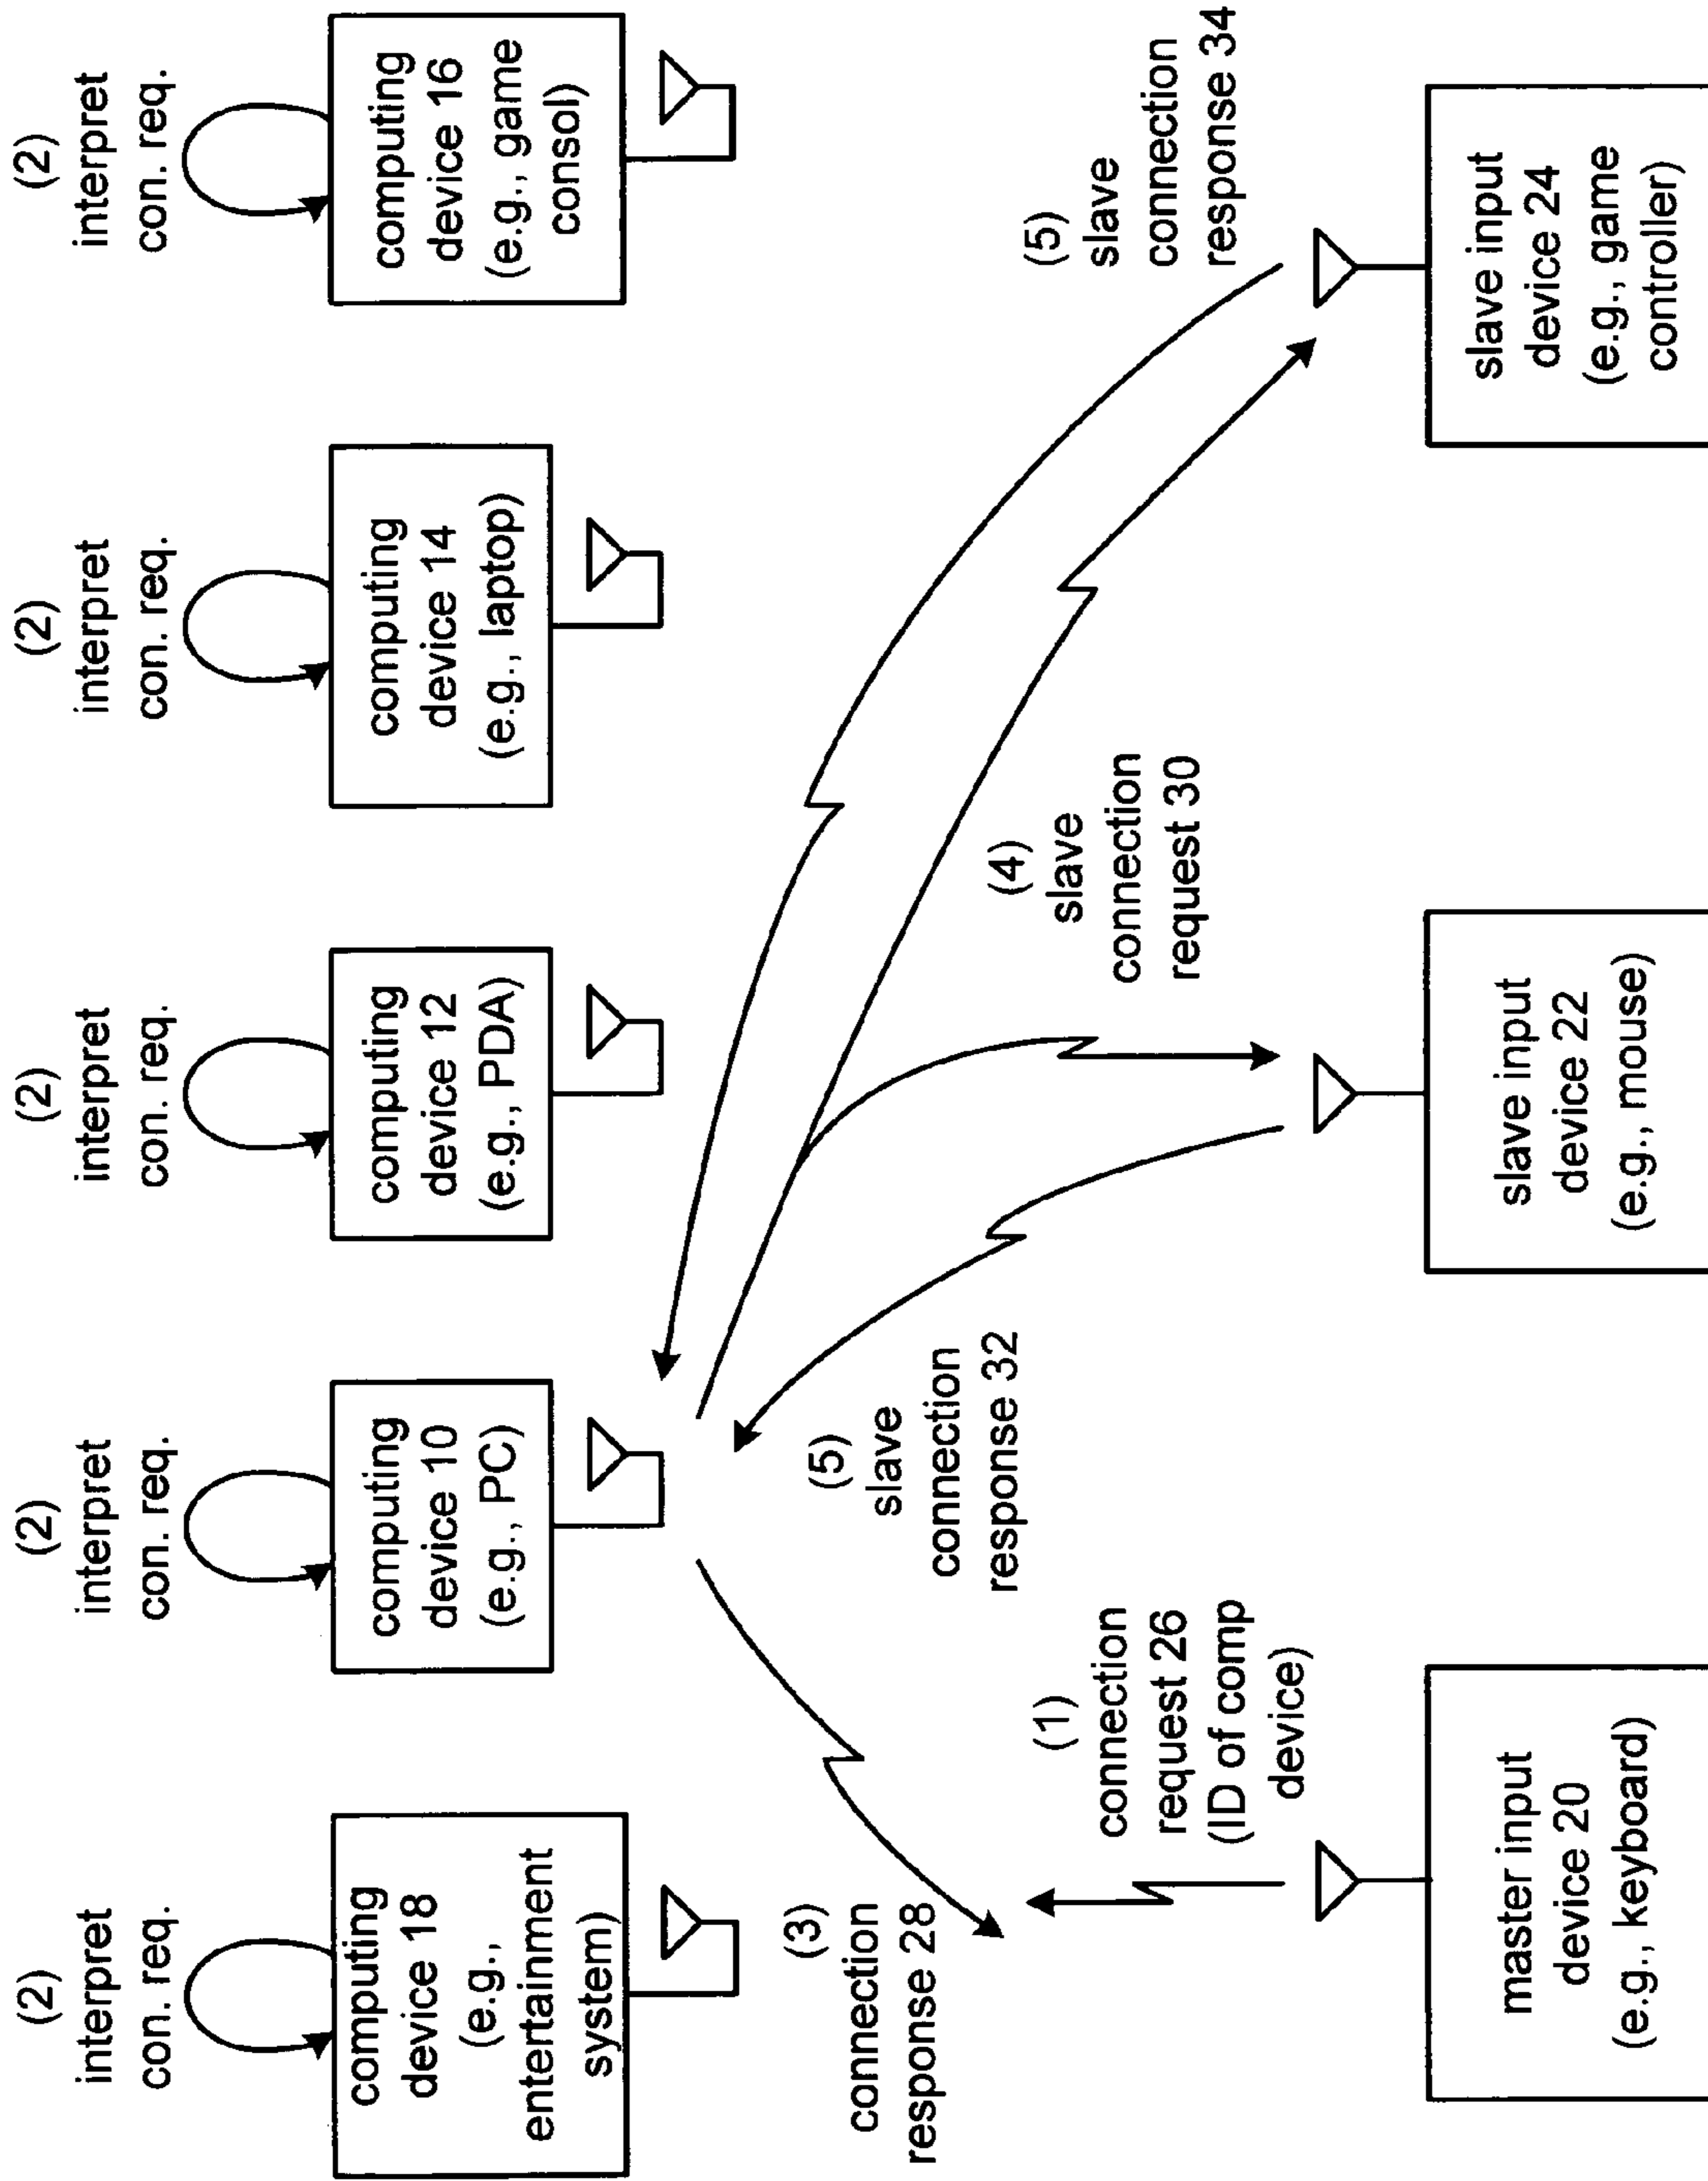 (2)
interpret
con. req.
computing
device 18
(e.g.,
entertainment
system)
(2)
interpret
con. req.
computing
device 10
(e.g., PC)
(2)
interpret
con. req.
computing
device 12
(e.g., PDA)
(2)
interpret
con. req.
computing
device 14
(e.g., laptop)
(2)
interpret
con. req.
computing
device 16
(e.g., game
consol)
(3)
connection
response 28
(1)
connection
request 26
(ID of comp
device)
(5)
slave
connection
response 32
(4)
slave
connection
request 30
(5)
slave
connection
response 34
master input
device 20
(e.g., keyboard)
slave input
device 22
(e.g., mouse)
slave input
device 24
(e.g., game
controller)